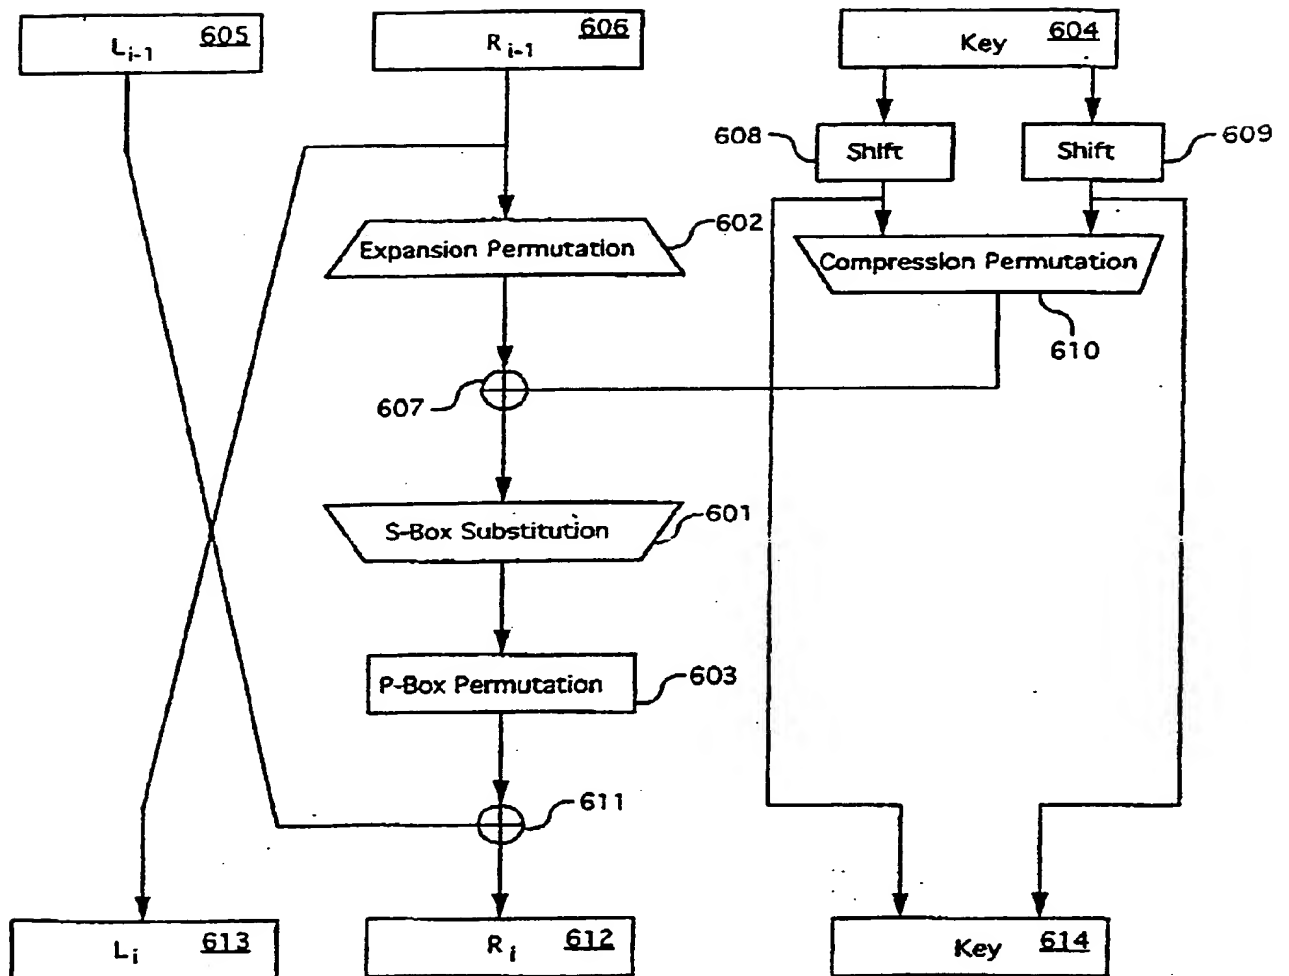 L i-1 605
R i-1 606
Key 604
608 Shift
Shift 609
Expansion Permutation 602
Compression Permutation
610
607
S-Box Substitution 601
P-Box Permutation 603
611
L i 613
R i 612
Key 614